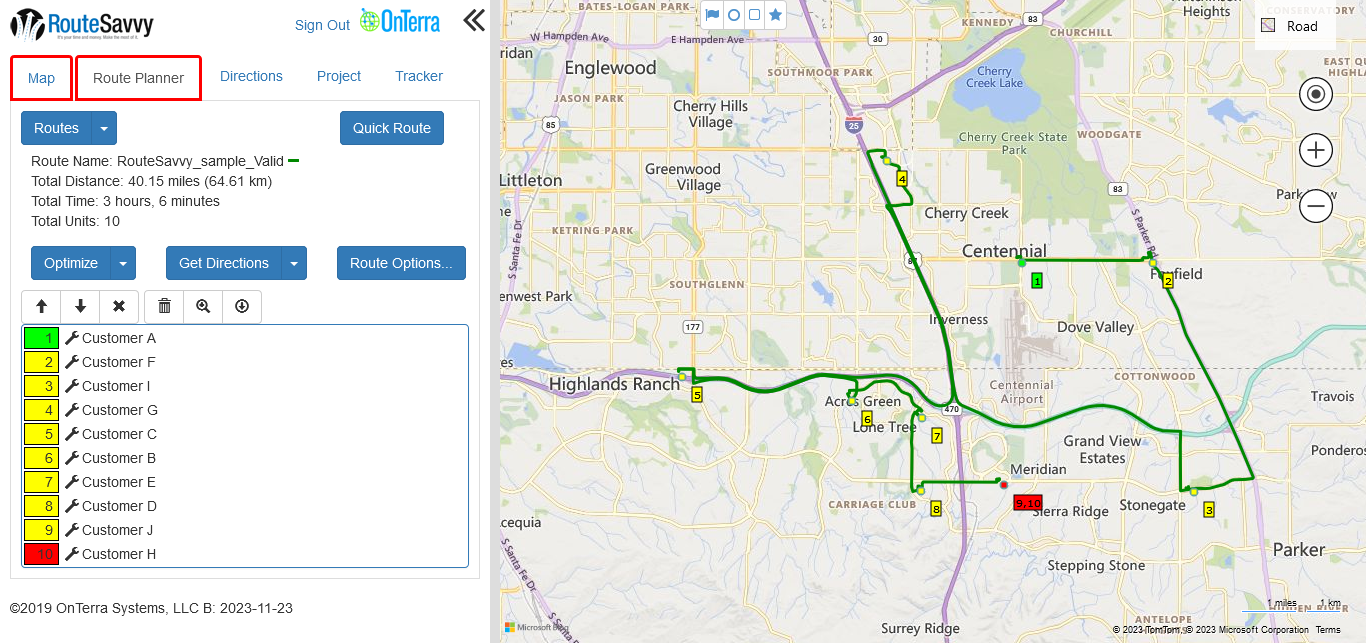 RouteSavvy
It's your time and money. Make the most of it.
Sign Out
OnTerra
Map
Route Planner
Directions
Project
Tracker
Routes
Quick Route
Route Name: RouteSavvy_sample_Valid
Total Distance: 40.15 miles (64.61 km)
Total Time: 3 hours, 6 minutes
Total Units: 10
Optimize
Get Directions
Route Options...
1 Customer A
2 Customer F
3 Customer I
4 Customer G
5 Customer C
6 Customer B
7 Customer E
8 Customer D
9 Customer J
10 Customer H
©2019 OnTerra Systems, LLC B: 2023-11-23
BATES-LOGAN PARK
Heights
CONSERVATORY
Road
KENNEDY
83
CHURCHILL
W Hampden Ave
E Hampden Ave
30
ridan
Englewood
SOUTHMOOR PARK
Cherry
Creek Lake
JASON PARK
Cherry Hills
Village
85
25
Cherry Creek State
Park
WOODGATE
Greenwood
Village
Littleton
4
83
Cherry Creek
S Parker Rd
S Santa Fe Dr
KETRING PARK
Centennial
Foxfield
1
2
SOUTHGLENN
enwest Park
Inverness
177
Dove Valley
Highlands Ranch
5
Acres Green
6
Lone Tree
7
470
Centennial
Airport
COTTONWOOD
Travois
Grand View
Estates
Ponderos
Meridian
CARRIAGE CLUB
8
9,10
Sierra Ridge
Stonegate
3
cequia
S Santa Fe Dr
Parker
Stepping Stone
1 miles
1 km
HIDDEN RIVER
ANTELOPE
Microsoft Bing
Surrey Ridge
© 2023 TomTom, © 2023 Microsoft Corporation Terms